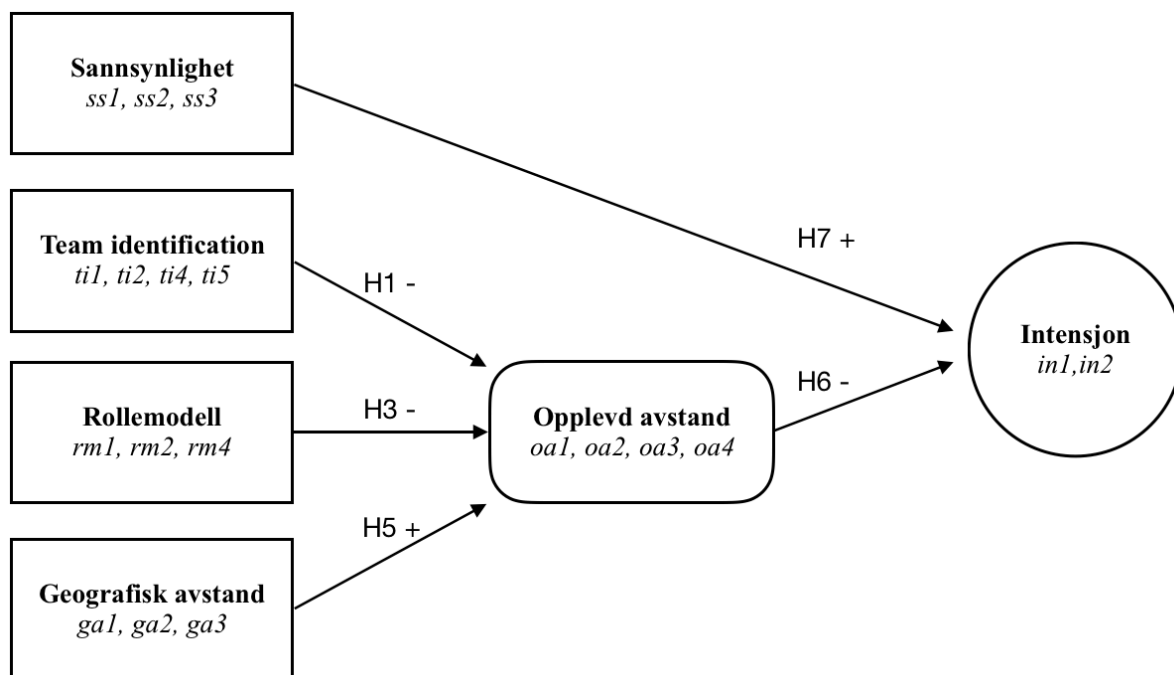 Sannsynlighet
ss1, ss2, ss3
H7 +
Team identification
ti1, ti2, ti4, ti5
H1 -
Intensjon
in1,in2
Rollemodell
rm1, rm2, rm4
H3 -
Opplevd avstand
oa1, oa2, oa3, oa4
H6 -
H5 +
Geografisk avstand
ga1, ga2, ga3